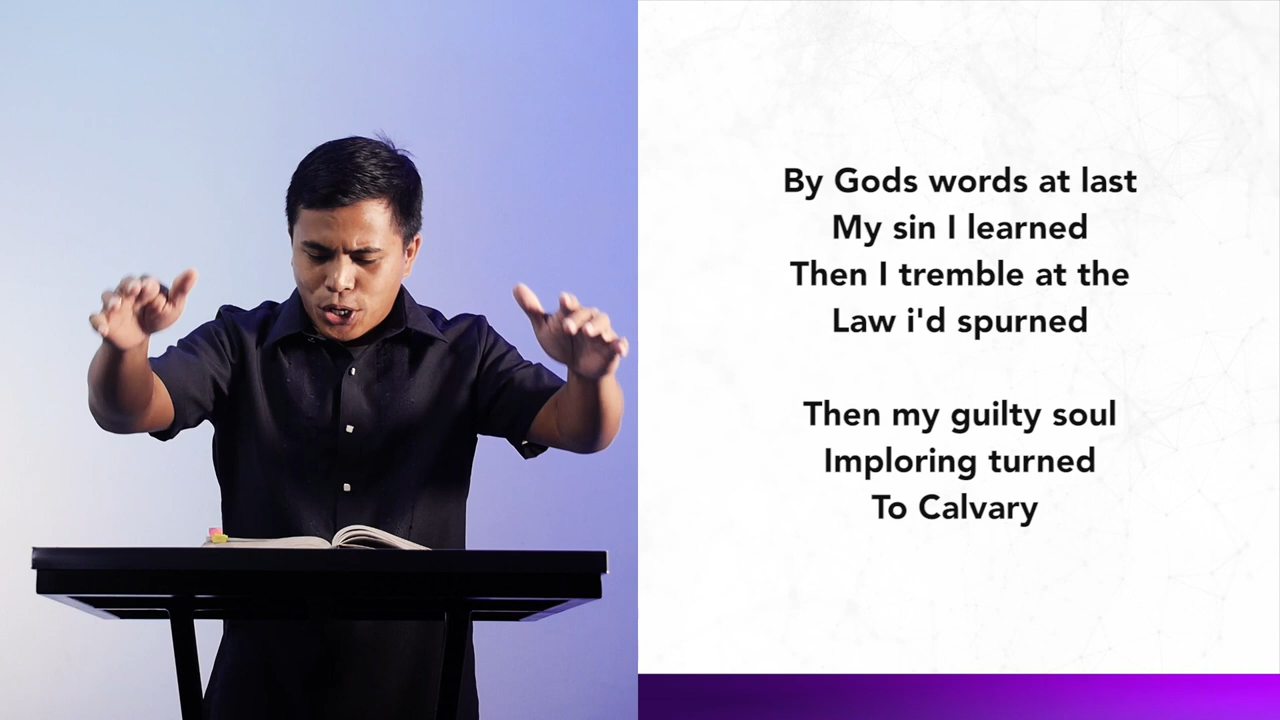 By Gods words at last
My sin I learned
Then I tremble at the
Law i'd spurned
Then my guilty soul
Imploring turned
To Calvary